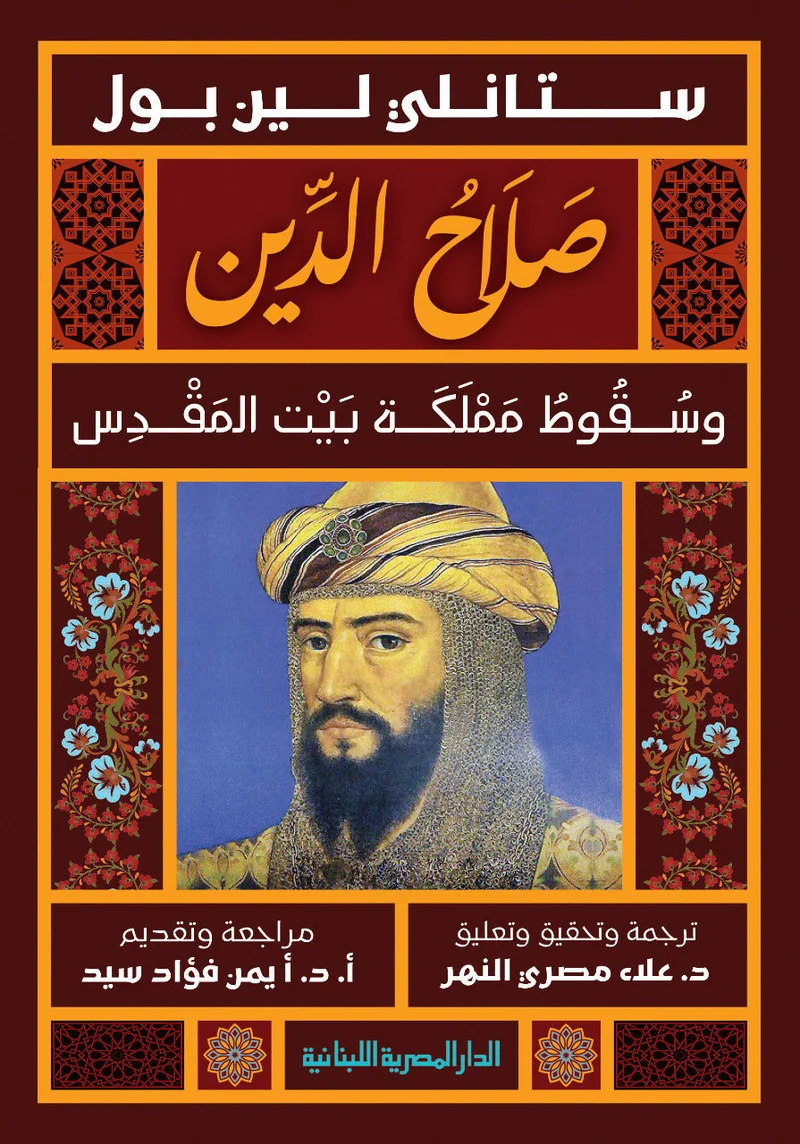 ستانلي لين بول
صَلَاحُ الدِّين
وسُقُوطُ مَمْلَكَة بَيْت المَقْدِس
ترجمة وتحقيق وتعليق
د. علاء مصري النهر
مراجعة وتقديم
أ. د. أيمن فؤاد سيد
الدار المصرية اللبنانية